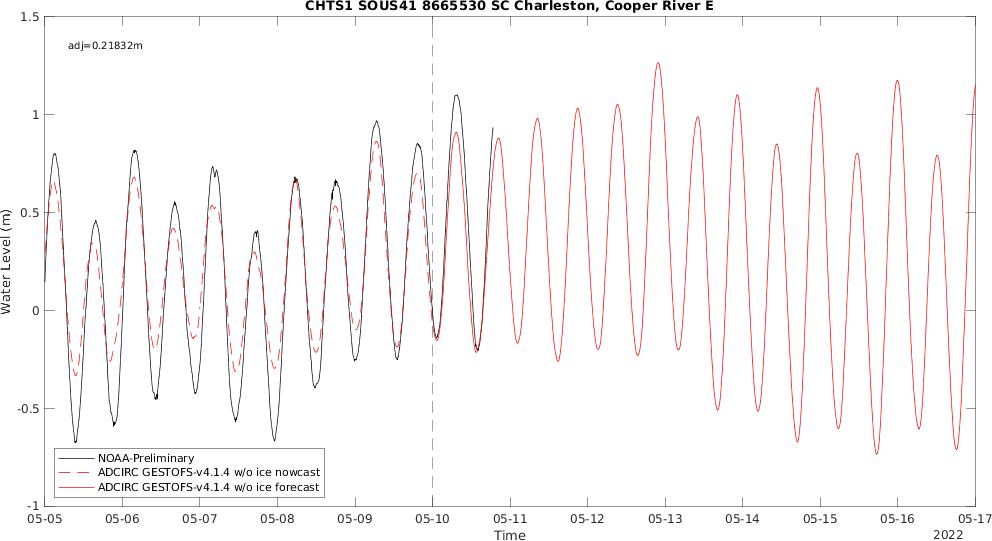 CHTS1 SOUS41 8665530 SC Charleston, Cooper River E
adj=0.21832m
1.5
1
0.5
0
-0.5
-1
Water Level (m)
NOAA-Preliminary
ADCIRC GESTOFS-v4.1.4 w/o ice nowcast
ADCIRC GESTOFS-v4.1.4 w/o ice forecast
05-05 05-06 05-07 05-08 05-09 05-10 05-11 05-12 05-13 05-14 05-15 05-16 05-17
Time
2022